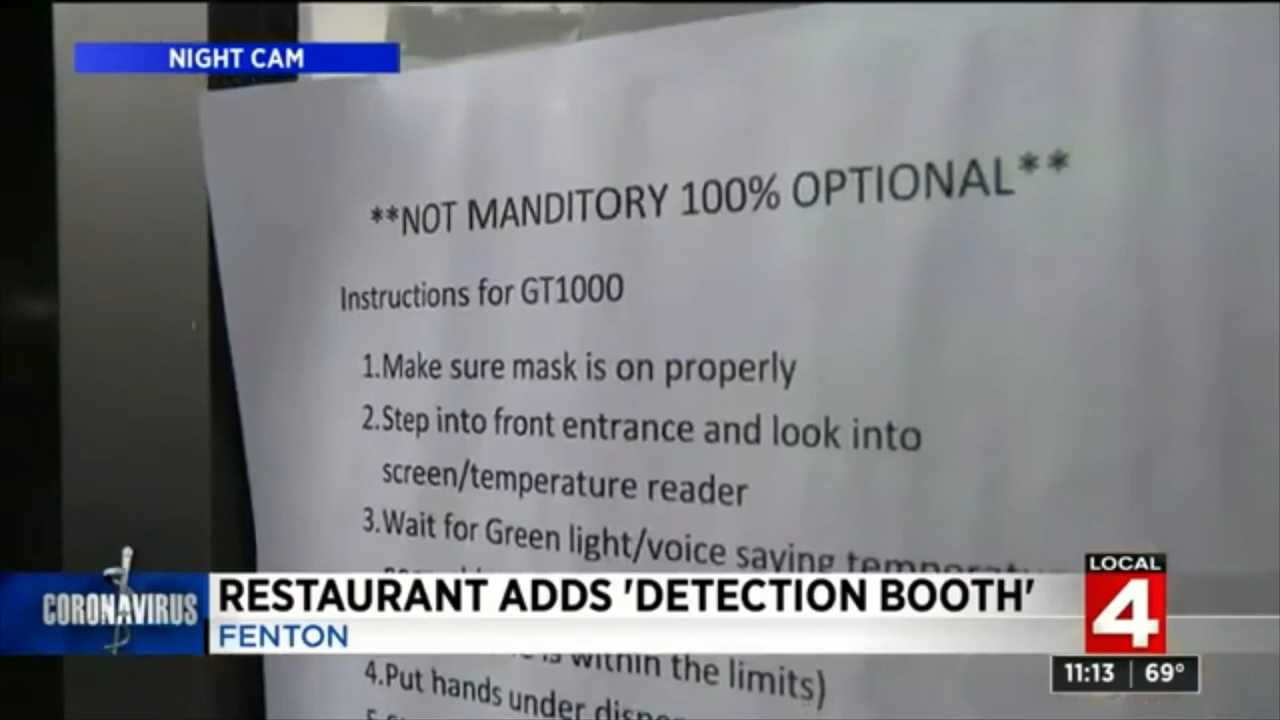 NIGHT CAM
**NOT MANDITORY 100% OPTIONAL**
Instructions for GT1000
1.Make sure mask is on properly
2.Step into front entrance and look into
screen/temperature reader
3.Wait for Green light/voice saying
CORONAVIRUS
RESTAURANT ADDS 'DETECTION BOOTH'
FENTON
LOCAL
4
11:13 69°
is within the limits)
4.Put hands under